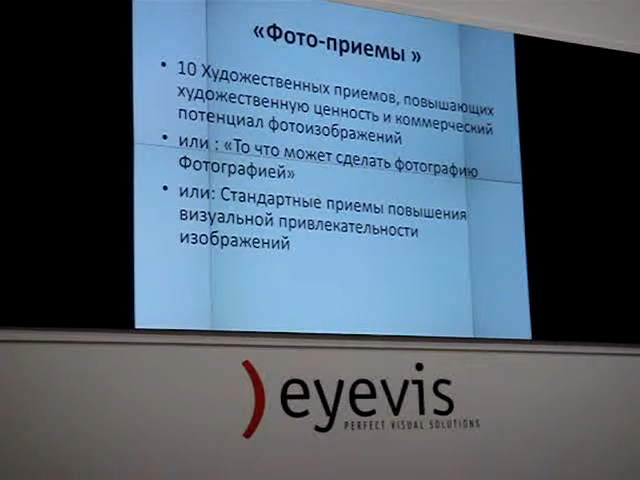 «Фото-приемы »
• 10 Художественных приемов, повышающих
художественную ценность и коммерческий
потенциал фотоизображений
• или : «То что может сделать фотографию
Фотографией»
• или: Стандартные приемы повышения
визуальной привлекательности
изображений
eyevis
PERFECT VISUAL SOLUTIONS